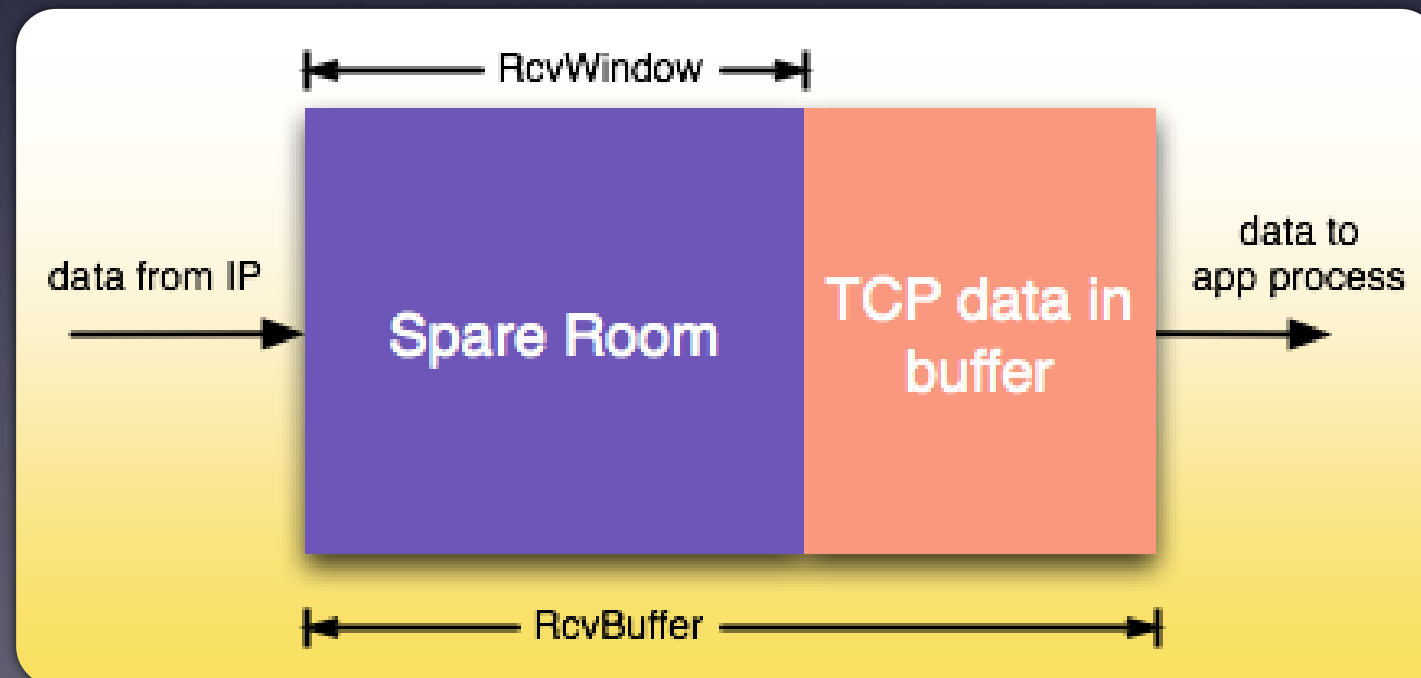 RcvWindow
data from IP
Spare Room
TCP data in
buffer
data to
app process
RcvBuffer